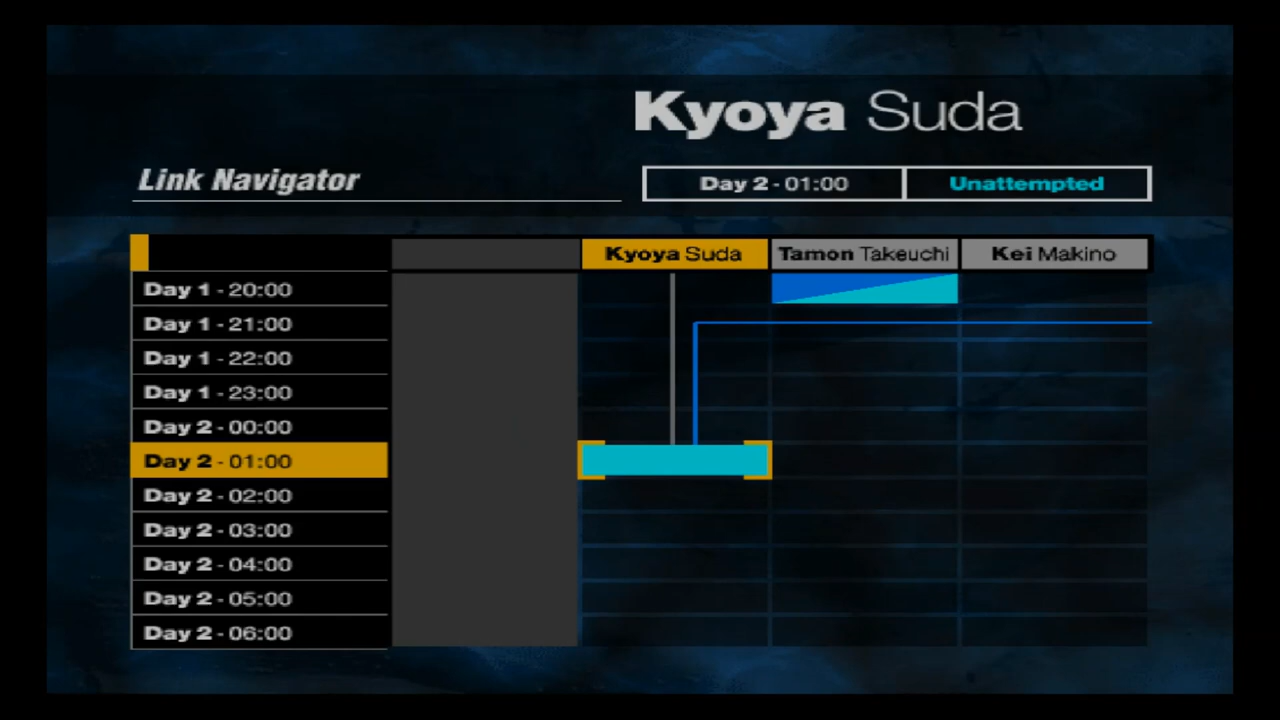 Kyoya Suda
Link Navigator
Day 2 - 01:00 Unattempted
Kyoya Suda Tamon Takeuchi Kei Makino
Day 1 - 20:00
Day 1 - 21:00
Day 1 - 22:00
Day 1 - 23:00
Day 2 - 00:00
Day 2 - 01:00
Day 2 - 02:00
Day 2 - 03:00
Day 2 - 04:00
Day 2 - 05:00
Day 2 - 06:00